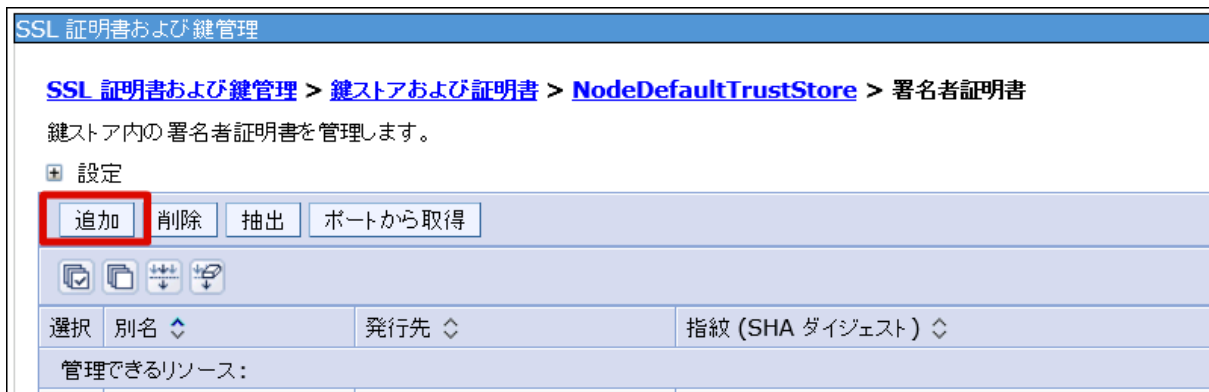 SSL 証明書および鍵管理
SSL 証明書および鍵管理 > 鍵ストアおよび証明書 > NodeDefaultTrustStore > 署名者証明書
鍵ストア内の署名者証明書を管理します。
設定
追加 削除 抽出 ポートから取得
選択 別名 発行先 指紋 (SHA ダイジェスト)
管理できるリソース: